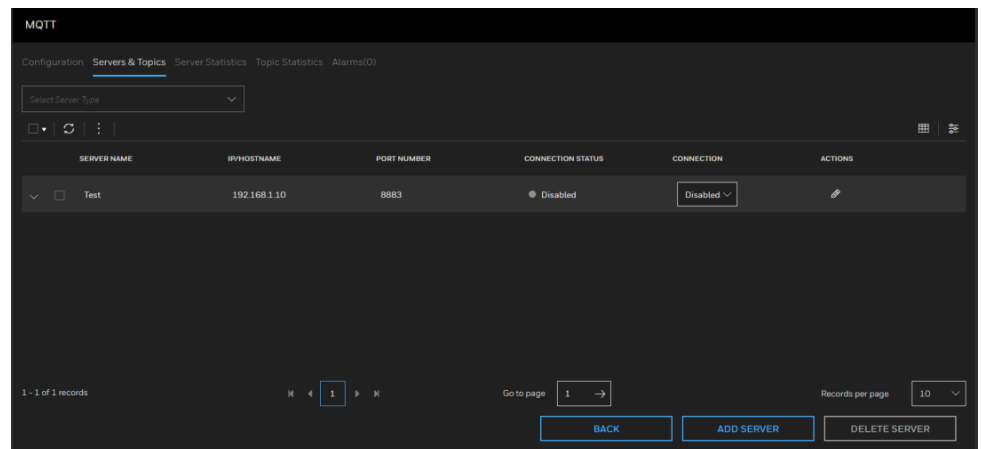 MQTT
Configuration Servers & Topics Server Statistics Topic Statistics Alarms(0)
Select Server Type
SERVER NAME IP/HOSTNAME PORT NUMBER CONNECTION STATUS CONNECTION ACTIONS
Test 192.168.1.10 8883 Disabled Disabled
1 - 1 of 1 records 1 Go to page 1 Records per page 10
BACK ADD SERVER DELETE SERVER